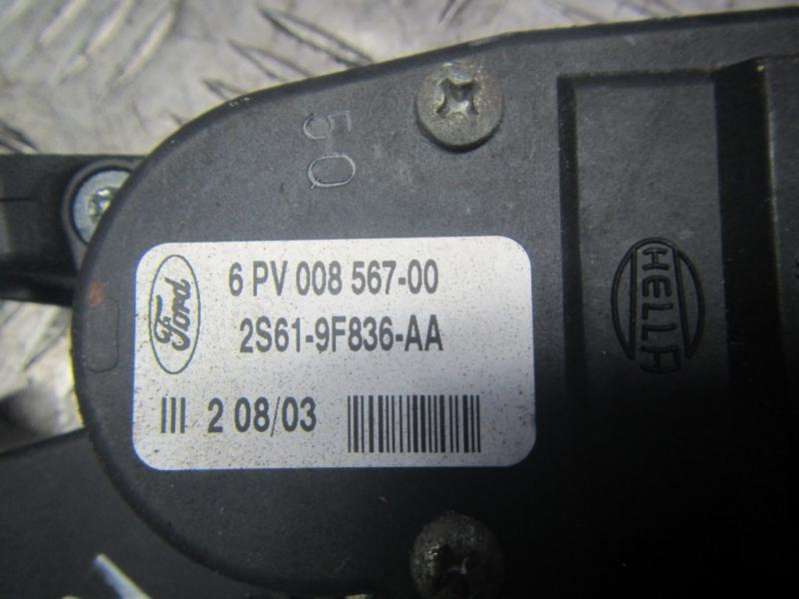 50
Ford
6 PV 008 567-00
2S61-9F836-AA
III 2 08/03
HELLA